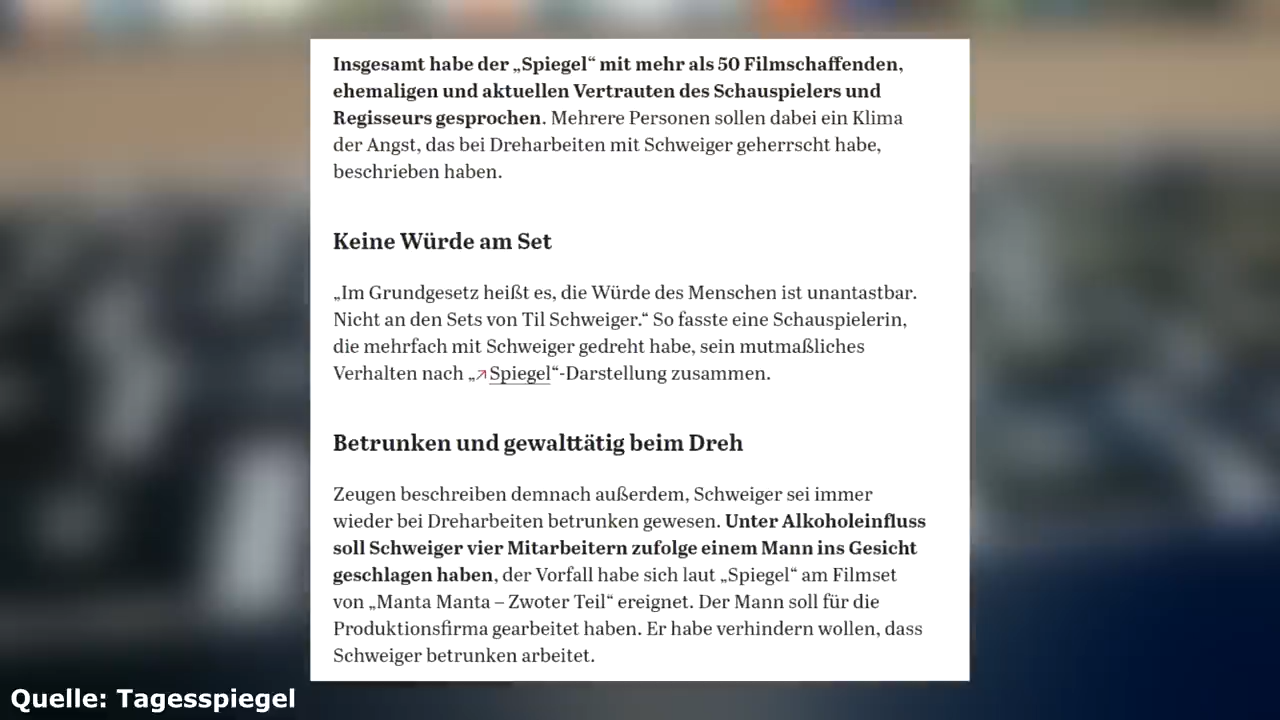 Insgesamt habe der „Spiegel“ mit mehr als 50 Filmschaffenden,
ehemaligen und aktuellen Vertrauten des Schauspielers und
Regisseurs gesprochen. Mehrere Personen sollen dabei ein Klima
der Angst, das bei Dreharbeiten mit Schweiger geherrscht habe,
beschrieben haben.
Keine Würde am Set
„Im Grundgesetz heißt es, die Würde des Menschen ist unantastbar.
Nicht an den Sets von Til Schweiger.“ So fasste eine Schauspielerin,
die mehrfach mit Schweiger gedreht habe, sein mutmaßliches
Verhalten nach „↗Spiegel“-Darstellung zusammen.
Betrunken und gewalttätig beim Dreh
Zeugen beschreiben demnach außerdem, Schweiger sei immer
wieder bei Dreharbeiten betrunken gewesen. Unter Alkoholeinfluss
soll Schweiger vier Mitarbeitern zufolge einem Mann ins Gesicht
geschlagen haben, der Vorfall habe sich laut „Spiegel“ am Filmset
von „Manta Manta – Zwoter Teil“ ereignet. Der Mann soll für die
Produktionsfirma gearbeitet haben. Er habe verhindern wollen, dass
Schweiger betrunken arbeitet.
Quelle: Tagesspiegel